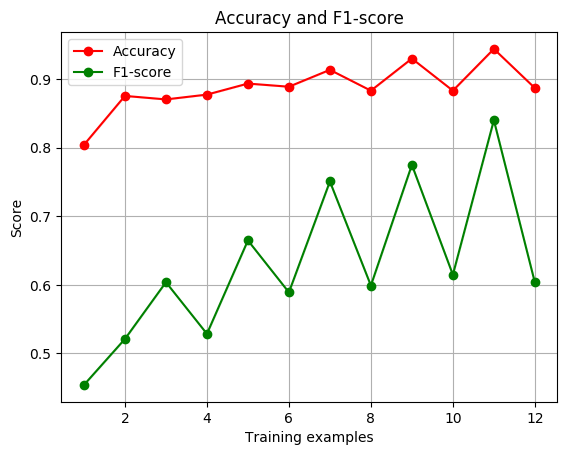 Accuracy and F1-score
Accuracy
F1-score
0.9
0.8
0.7
0.6
0.5
Score
2 4 6 8 10 12
Training examples